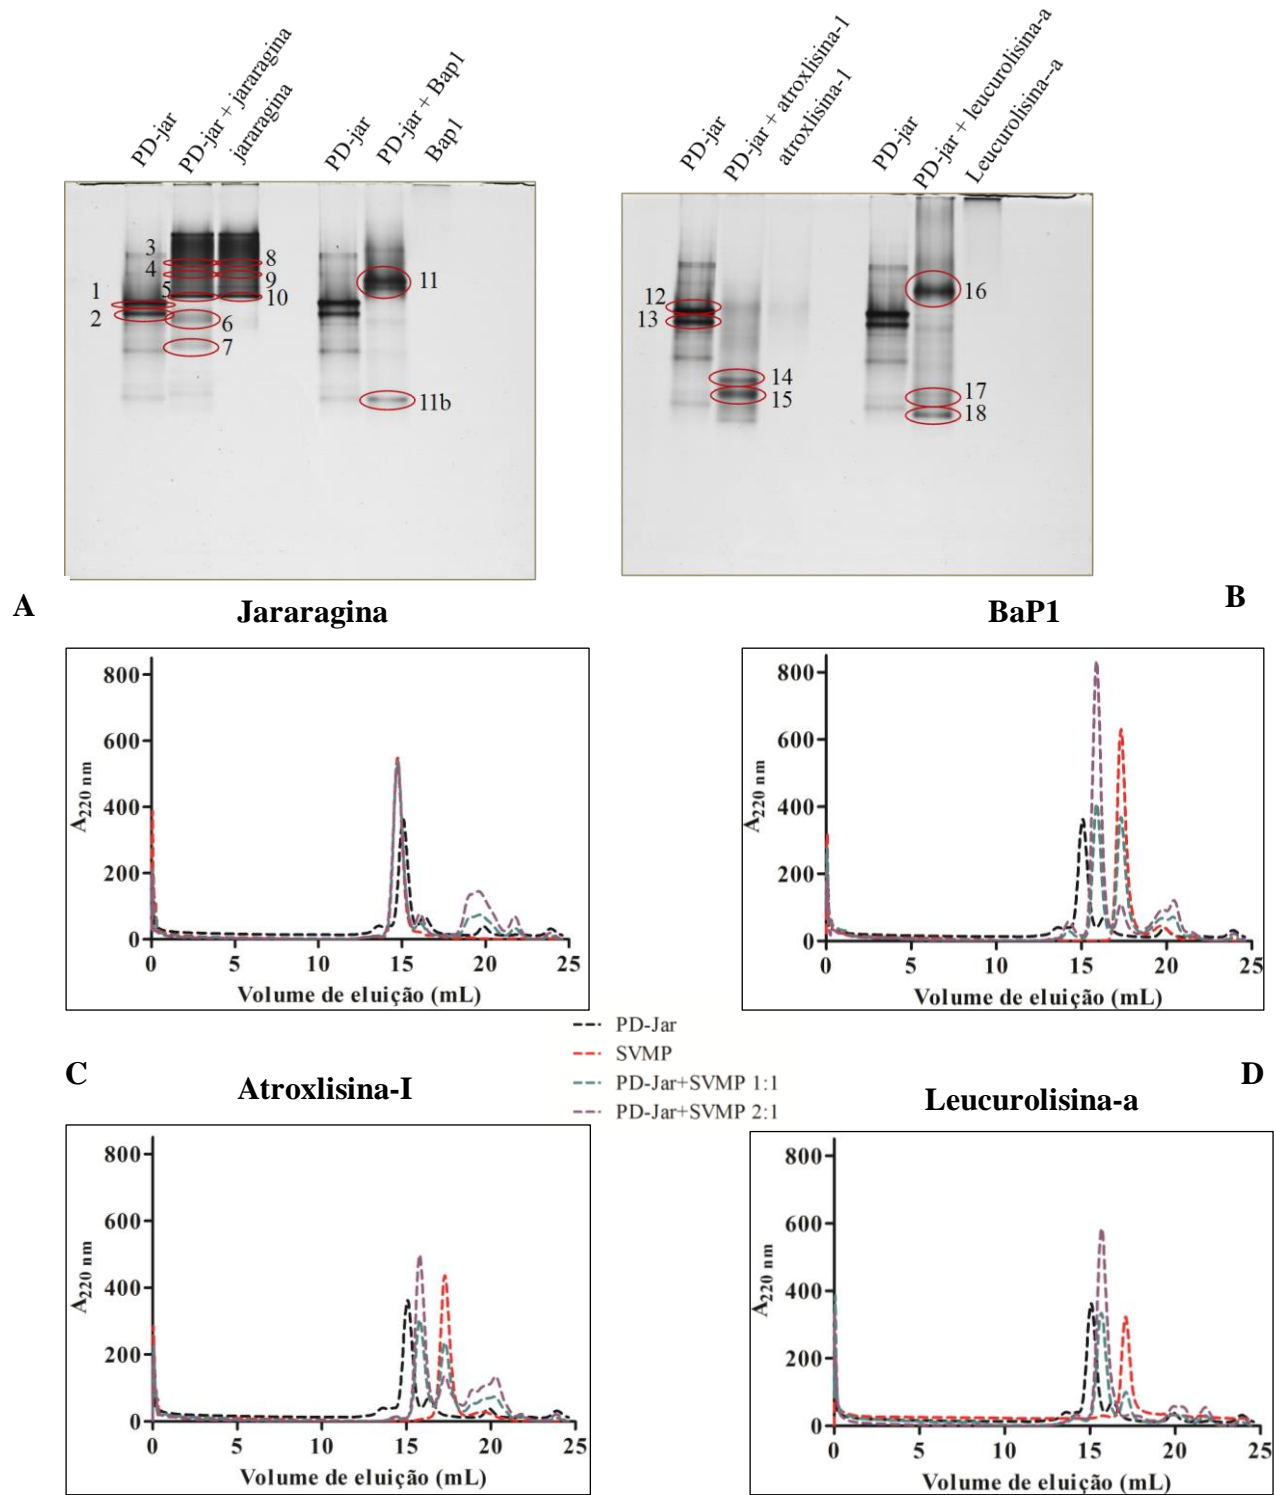 PD-jar
PD-jar + jararagina
jararagina
PD-jar
PD-jar + Bap1
Bap1
PD-jar
PD-jar + atroxlisina-1
atroxlisina-1
PD-jar
PD-jar + leucurolisina-a
Leucurolisina--a
3
4
5
1
2
8
9
10
6
7
11
11b
12
13
14
15
16
17
18
A
Jararagina
BaP1
B
800
600
400
200
0
A220 nm
0 5 10 15 20 25
Volume de eluição (mL)
800
600
400
200
0
A220 nm
0 5 10 15 20 25
Volume de eluição (mL)
PD-Jar
SVMP
PD-Jar+SVMP 1:1
PD-Jar+SVMP 2:1
C
Atroxlisina-I
D
Leucurolisina-a
800
600
400
200
0
A220 nm
0 5 10 15 20 25
Volume de eluição (mL)
800
600
400
200
0
A220 nm
0 5 10 15 20 25
Volume de eluição (mL)